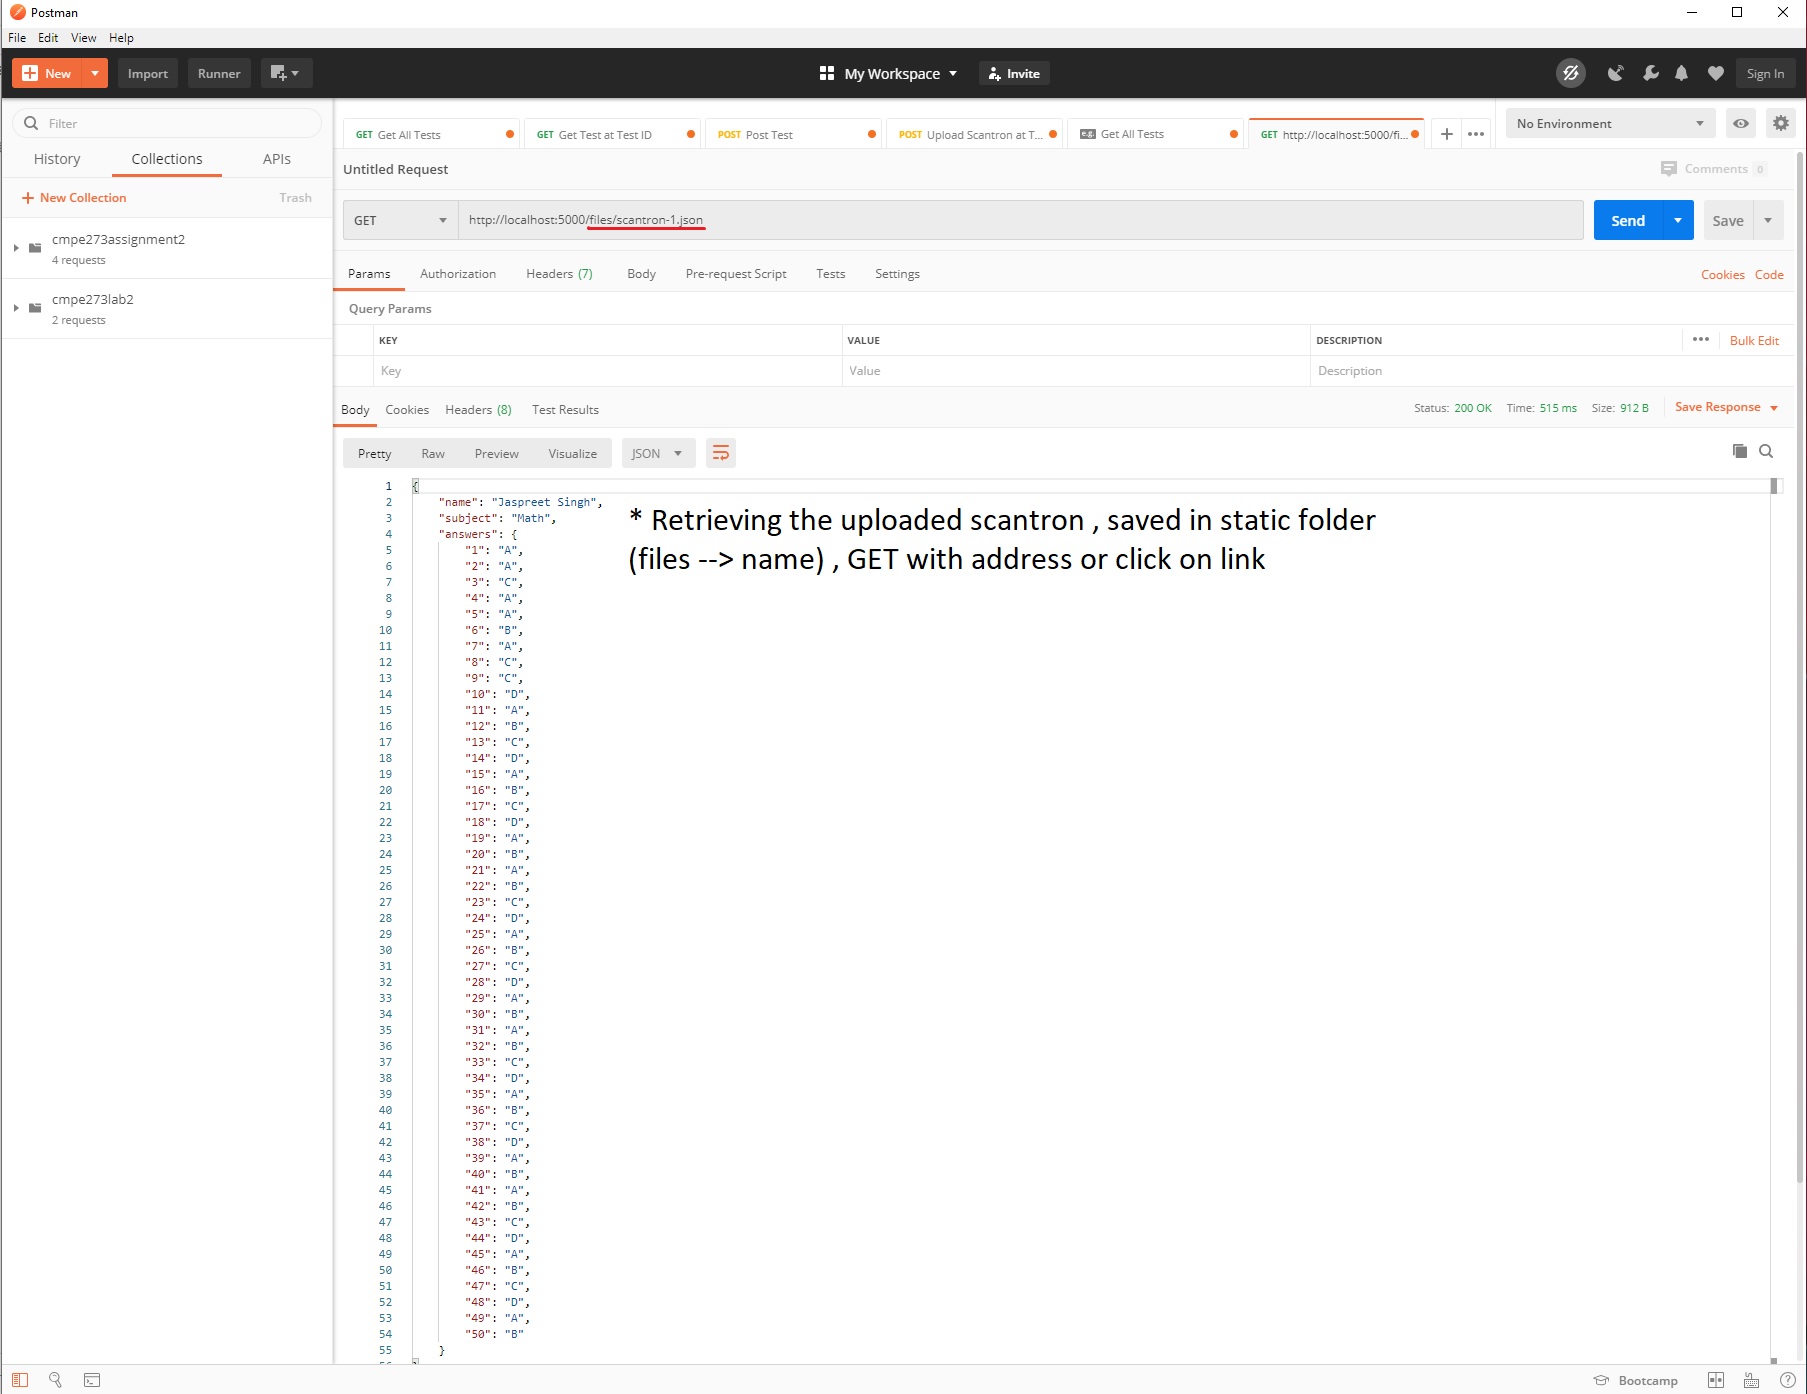 Postman
File Edit View Help
New Import Runner My Workspace Invite Sign In
Filter
History Collections APIs
New Collection Trash
cmpe273assignment2
4 requests
cmpe273lab2
2 requests
GET Get All Tests GET Get Test at Test ID POST Post Test POST Upload Scantron at T... e.g. Get All Tests GET http://localhost:5000/fi... No Environment
Untitled Request Comments 0
GET http://localhost:5000/files/scantron-1.json Send Save
Params Authorization Headers (7) Body Pre-request Script Tests Settings Cookies Code
Query Params
KEY VALUE DESCRIPTION Bulk Edit
Key Value Description
Body Cookies Headers (8) Test Results Status: 200 OK Time: 515 ms Size: 912 B Save Response
Pretty Raw Preview Visualize JSON
1 {
2 "name": "Jaspreet Singh",
3 "subject": "Math",
4 "answers": {
5 "1": "A",
6 "2": "A",
7 "3": "C",
8 "4": "A",
9 "5": "A",
10 "6": "B",
11 "7": "A",
12 "8": "C",
13 "9": "C",
14 "10": "D",
15 "11": "A",
16 "12": "B",
17 "13": "C",
18 "14": "D",
19 "15": "A",
20 "16": "B",
21 "17": "C",
22 "18": "D",
23 "19": "A",
24 "20": "B",
25 "21": "A",
26 "22": "B",
27 "23": "C",
28 "24": "D",
29 "25": "A",
30 "26": "B",
31 "27": "C",
32 "28": "D",
33 "29": "A",
34 "30": "B",
35 "31": "A",
36 "32": "B",
37 "33": "C",
38 "34": "D",
39 "35": "A",
40 "36": "B",
41 "37": "C",
42 "38": "D",
43 "39": "A",
44 "40": "B",
45 "41": "A",
46 "42": "B",
47 "43": "C",
48 "44": "D",
49 "45": "A",
50 "46": "B",
51 "47": "C",
52 "48": "D",
53 "49": "A",
54 "50": "B"
55 }
* Retrieving the uploaded scantron , saved in static folder
(files --> name) , GET with address or click on link
Bootcamp